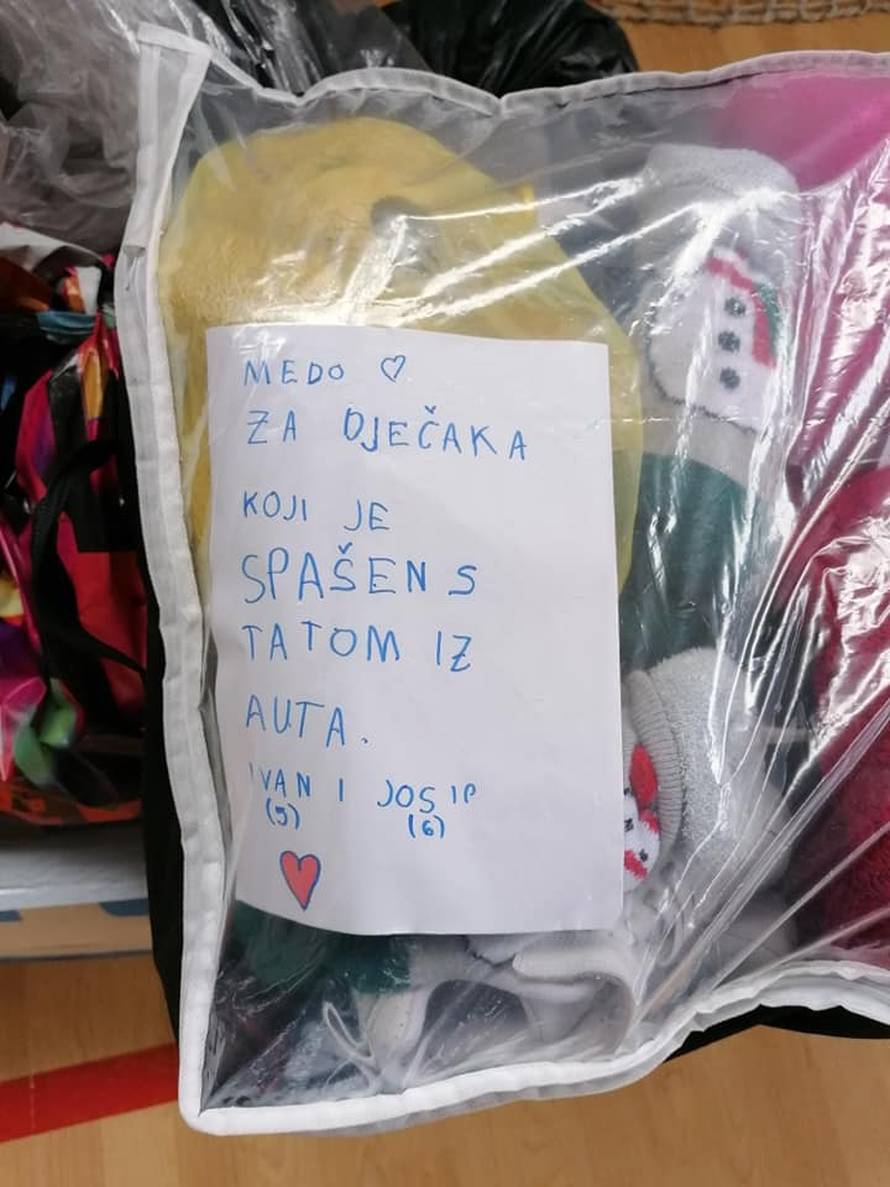 MEDO ♡
ZA DJEČAKA
KOJI JE
SPAŠEN S
TATOM IZ
AUTA.
IVAN I JOSIP
(5) (6)